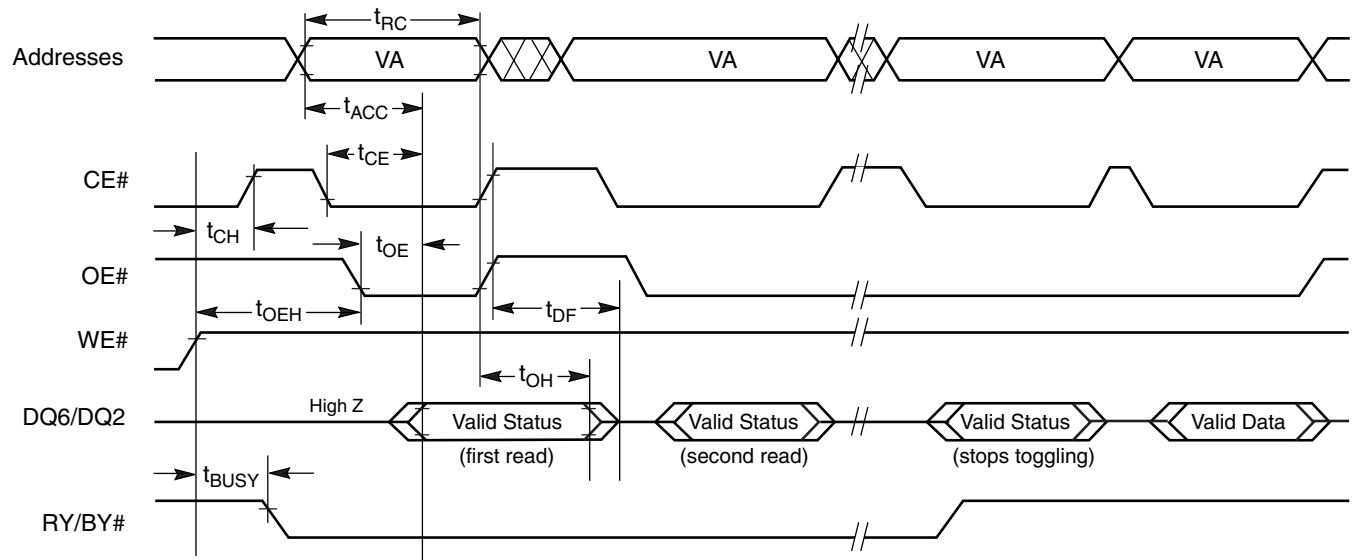 tRC
Addresses VA VA VA VA
tACC
tCE
CE#
tCH
tOE
OE#
tOEH
tDF
WE#
tOH
High Z
DQ6/DQ2 Valid Status Valid Status Valid Status Valid Data
(first read) (second read) (stops toggling)
tBUSY
RY/BY#